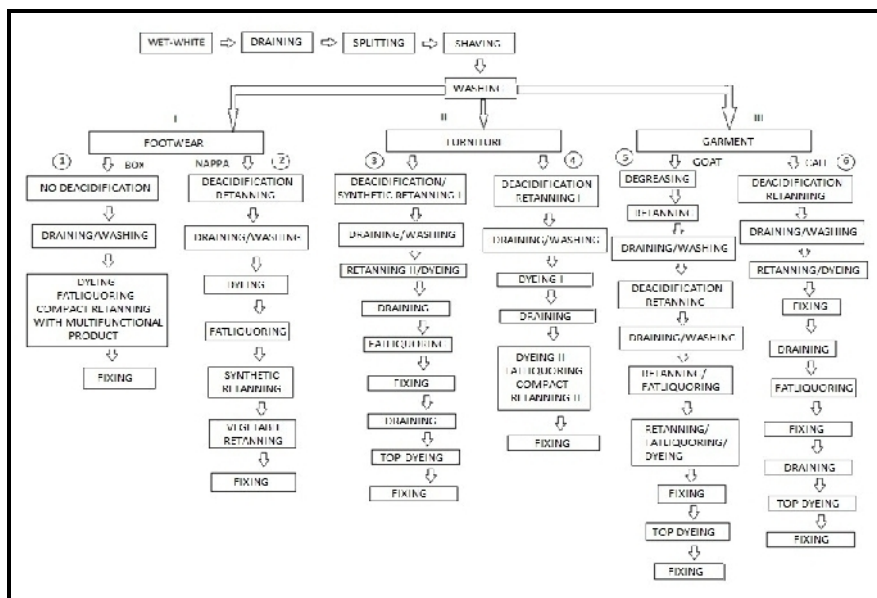 WET-WHITE
DRAINING
SPLITTING
SHAVING
WASHING
I
II
III
FOOTWEAR
FURNITURE
GARMENT
1
BOX
NO DEACIDIFICATION
DRAINING/WASHING
DYEING
FATLIQUORING
COMPACT RETANNING
WITH MULTIFUNCTIONAL
PRODUCT
FIXING
NAPPA
2
DEACIDIFICATION
RETANNING
DRAINING/WASHING
DYEING
FATLIQUORING
SYNTHETIC
RETANNING
VEGETABLE
RETANNING
FIXING
3
DEACIDIFICATION/
SYNTHETIC RETANNING I
DRAINING/WASHING
RETANNING II/DYEING
DRAINING
FATLIQUORING
FIXING
DRAINING
TOP DYEING
FIXING
4
DEACIDIFICATION
RETANNING I
DRAINING/WASHING
DYEING I
DRAINING
DYEING II
FATLIQUORING
COMPACT
RETANNING II
FIXING
5
GOAT
DEGREASING
RETANNING
DRAINING/WASHING
DEACIDIFICATION
RETANNING
DRAINING/WASHING
RETANNING/
FATLIQUORING
RETANNING/
FATLIQUORING/
DYEING
FIXING
TOP DYEING
FIXING
CALF
6
DEACIDIFICATION
RETANNING
DRAINING/WASHING
RETANNING/DYEING
FIXING
DRAINING
FATLIQUORING
FIXING
DRAINING
TOP DYEING
FIXING